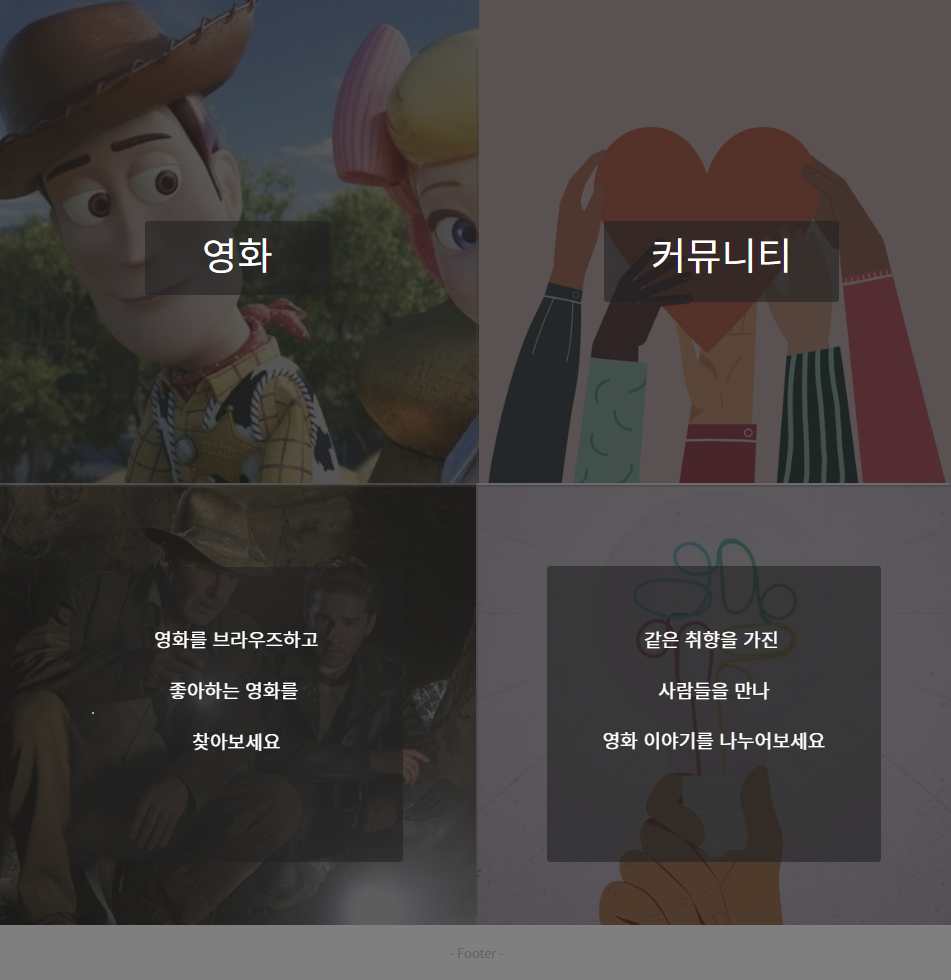 영화
커뮤니티
영화를 브라우즈하고
좋아하는 영화를
찾아보세요
같은 취향을 가진
사람들을 만나
영화 이야기를 나누어보세요
- Footer -